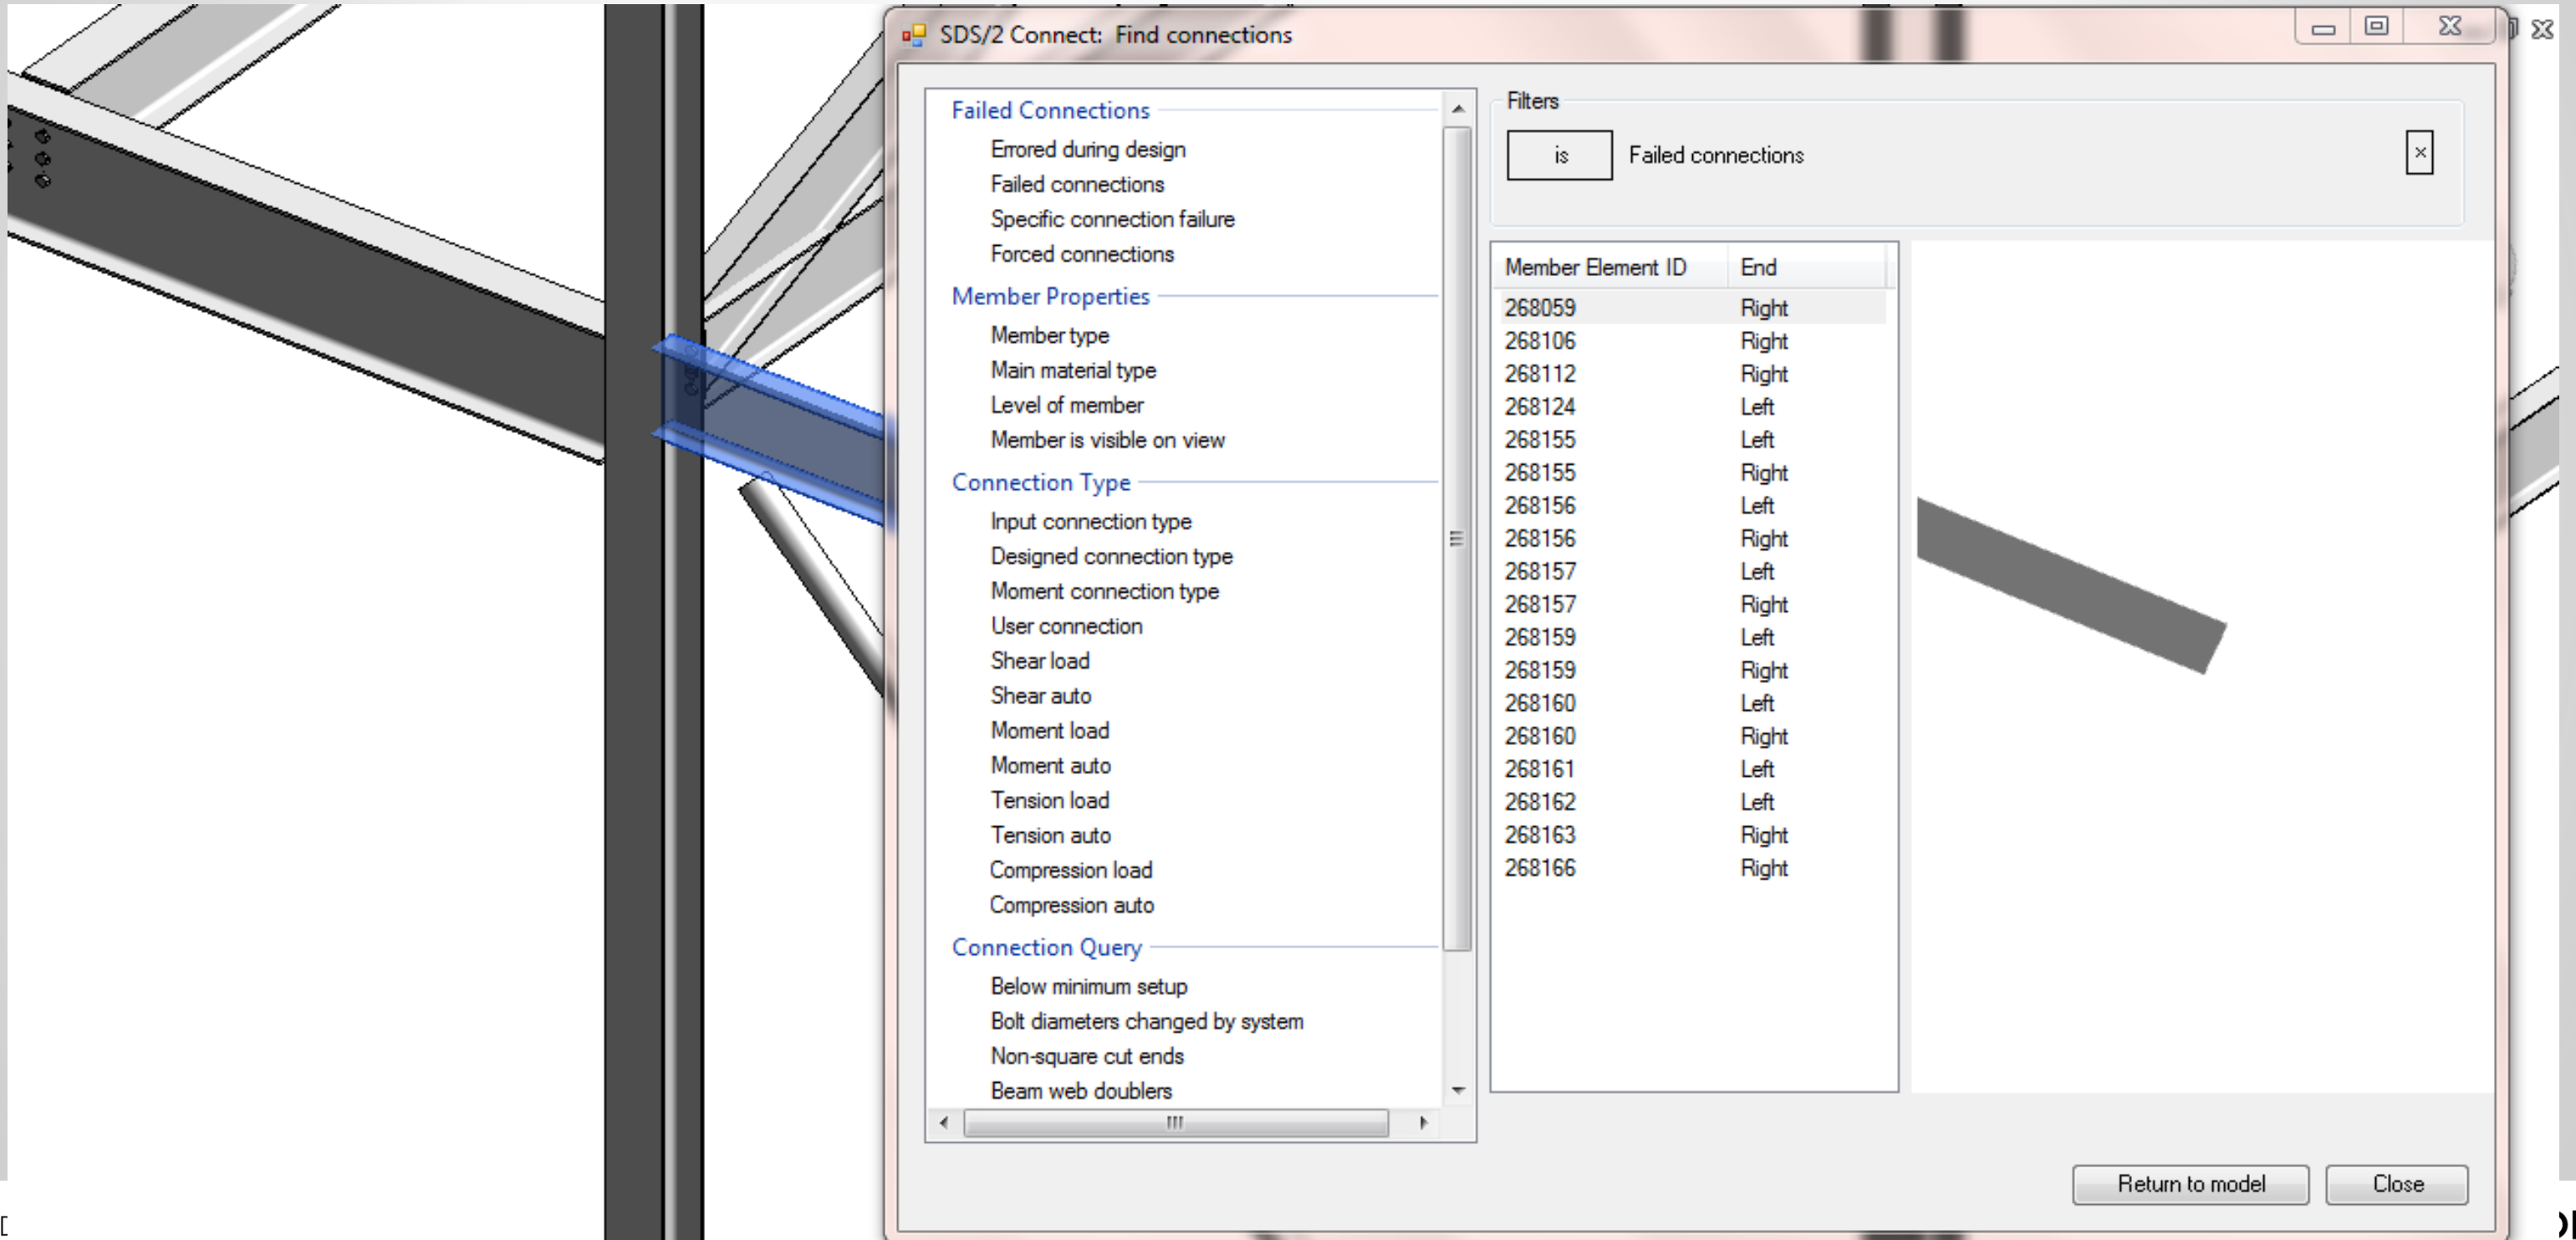 SDS/2 Connect: Find connections
Failed Connections
Errored during design
Failed connections
Specific connection failure
Forced connections
Member Properties
Member type
Main material type
Level of member
Member is visible on view
Connection Type
Input connection type
Designed connection type
Moment connection type
User connection
Shear load
Shear auto
Moment load
Moment auto
Tension load
Tension auto
Compression load
Compression auto
Connection Query
Below minimum setup
Bolt diameters changed by system
Non-square cut ends
Beam web doublers
Filters
is Failed connections
Member Element ID End
268059 Right
268106 Right
268112 Right
268124 Left
268155 Left
268155 Right
268156 Left
268156 Right
268157 Left
268157 Right
268159 Left
268159 Right
268160 Left
268160 Right
268161 Left
268162 Left
268163 Right
268166 Right
Return to model Close